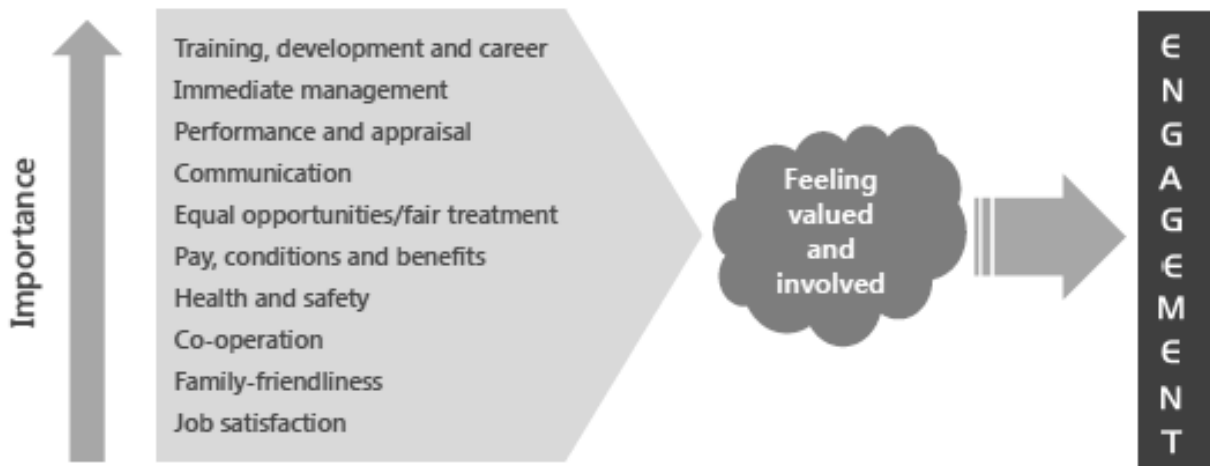 Importance
Training, development and career
Immediate management
Performance and appraisal
Communication
Equal opportunities/fair treatment
Pay, conditions and benefits
Health and safety
Co-operation
Family-friendliness
Job satisfaction
Feeling
valued
and
involved
ENGAGEMENT